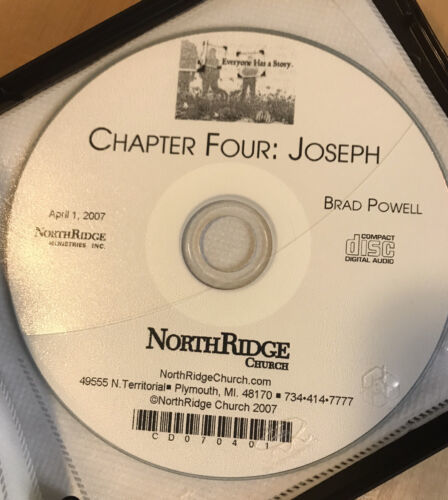 Everyone Has a Story.
CHAPTER FOUR: JOSEPH
BRAD POWELL
April 1, 2007
NORTHRIDGE
MINISTRIES INC.
COMPACT
disc
DIGITAL AUDIO
NORTHRIDGE
CHURCH
NorthRidgeChurch.com
49555 N.Territorial▪ Plymouth, MI. 48170 ▪ 734•414•7777
©NorthRidge Church 2007
CD070401